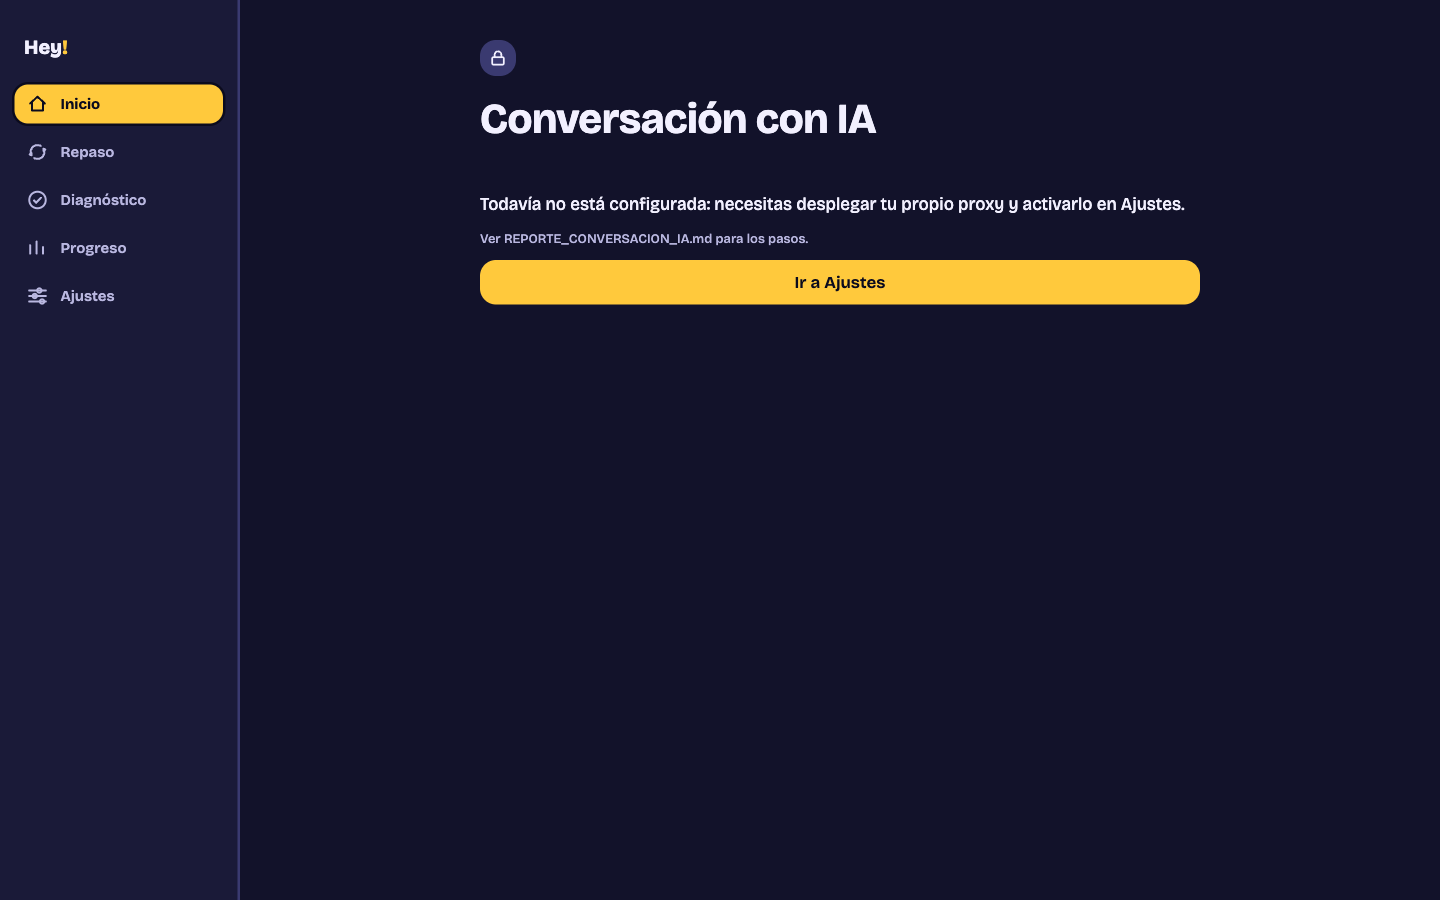 Hey!
Inicio
Repaso
Diagnóstico
Progreso
Ajustes
Conversación con IA
Todavía no está configurada: necesitas desplegar tu propio proxy y activarlo en Ajustes.
Ver REPORTE_CONVERSACION_IA.md para los pasos.
Ir a Ajustes